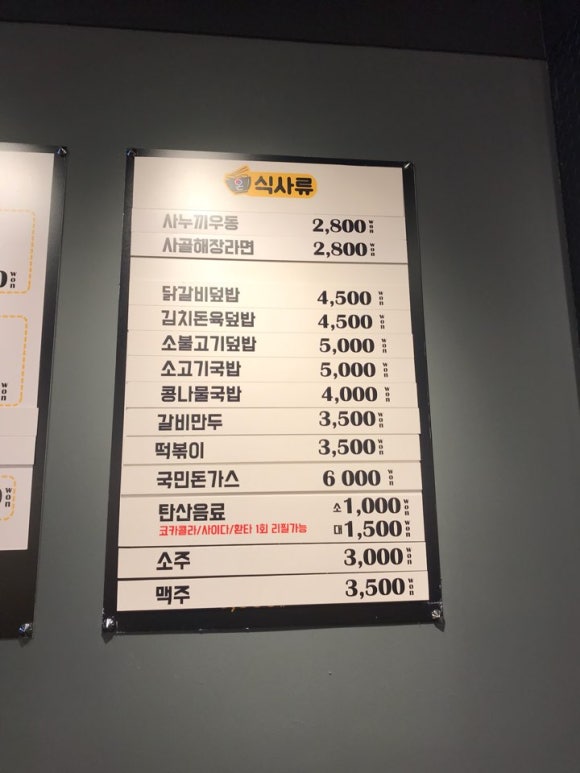 식사류
사누끼우동 2,800 won
사골해장라면 2,800 won
닭갈비덮밥 4,500 won
김치돈육덮밥 4,500 won
소불고기덮밥 5,000 won
소고기국밥 5,000 won
콩나물국밥 4,000 won
갈비만두 3,500 won
떡볶이 3,500 won
국민돈가스 6 000 won
탄산음료 소 1,000 won
코카콜라/사이다/환타 1회 리필가능 대 1,500 won
소주 3,000 won
맥주 3,500 won
0 won
won
won